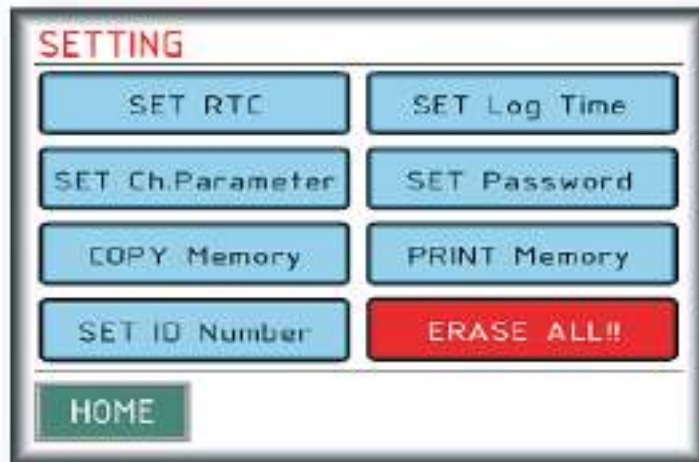 SETTING
SET RTC
SET Log Time
SET Ch.Parameter
SET Password
COPY Memory
PRINT Memory
SET ID Number
ERASE ALL!!
HOME